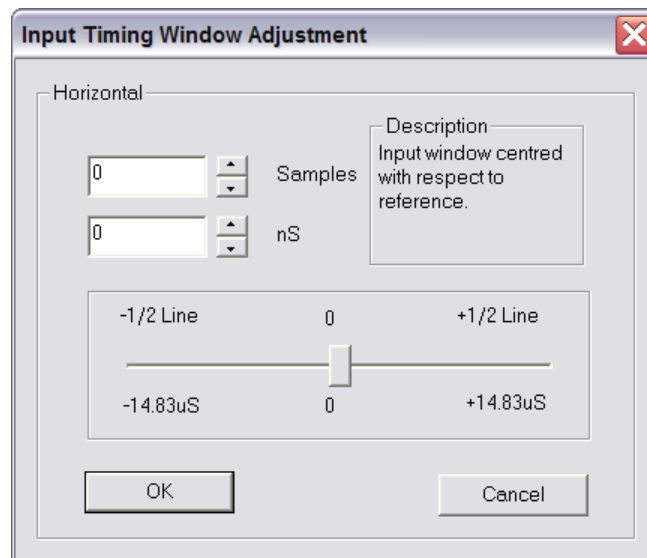 Input Timing Window Adjustment
Horizontal
0
Samples
0
nS
Description
Input window centred
with respect to
reference.
-1/2 Line 0 +1/2 Line
-14.83uS 0 +14.83uS
OK
Cancel